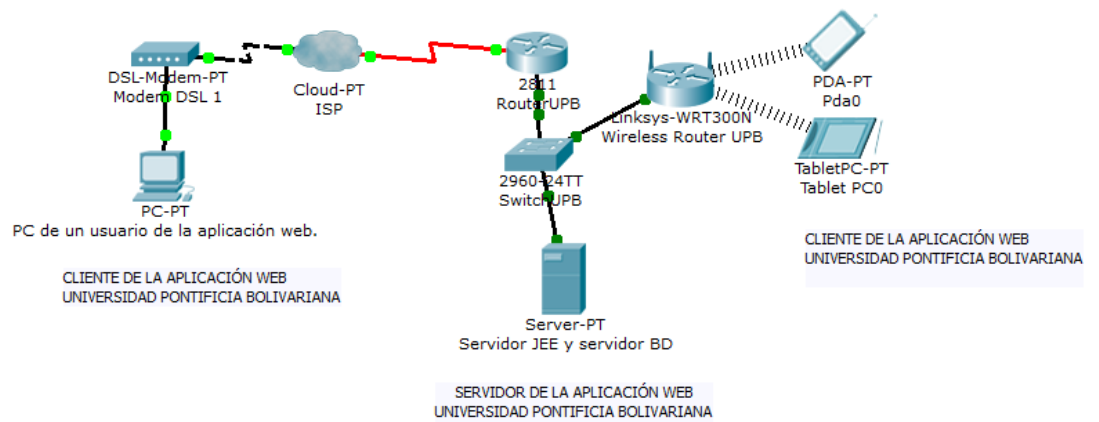 DSL-Modem-PT
Modem DSL 1
Cloud-PT
ISP
2811
RouterUPB
Linksys-WRT300N
Wireless Router UPB
PDA-PT
Pda0
TabletPC-PT
Tablet PC0
2960-24TT
SwitchUPB
PC-PT
PC de un usuario de la aplicación web.
CLIENTE DE LA APLICACIÓN WEB
UNIVERSIDAD PONTIFICIA BOLIVARIANA
CLIENTE DE LA APLICACIÓN WEB
UNIVERSIDAD PONTIFICIA BOLIVARIANA
Server-PT
Servidor JEE y servidor BD
SERVIDOR DE LA APLICACIÓN WEB
UNIVERSIDAD PONTIFICIA BOLIVARIANA